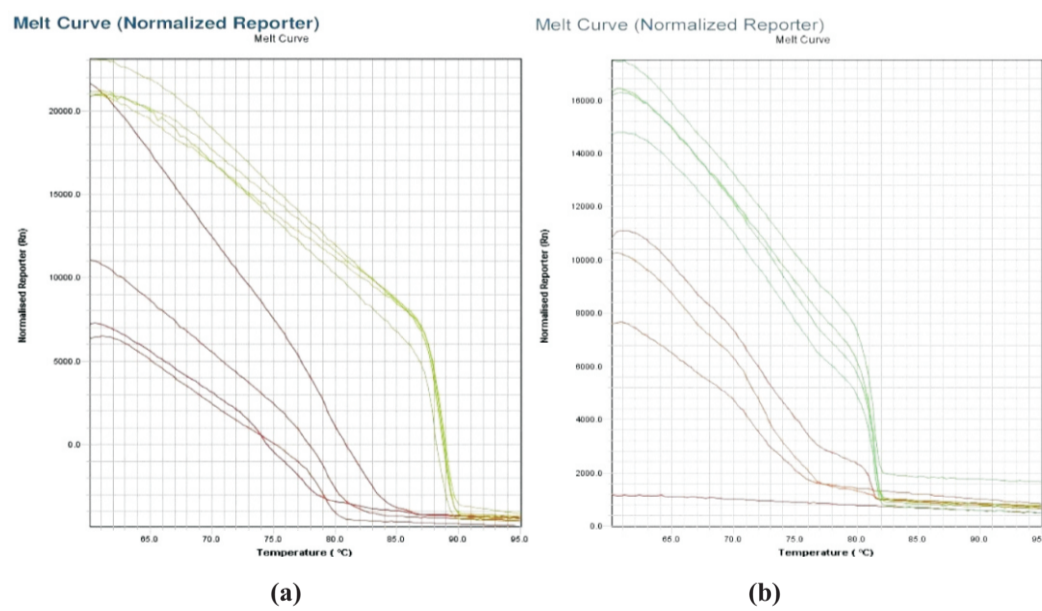 Melt Curve (Normalized Reporter)
Melt Curve
Normalised Reporter (Rn)
20000.0
15000.0
10000.0
5000.0
0.0
65.0 70.0 75.0 80.0 85.0 90.0 95.0
Temperature ( °C)
(a)
Melt Curve (Normalized Reporter)
Melt Curve
Normalized Reporter (Rn)
16000.0
14000.0
12000.0
10000.0
8000.0
6000.0
4000.0
2000.0
0.0
65.0 70.0 75.0 80.0 85.0 90.0 95
Temperature ( °C)
(b)